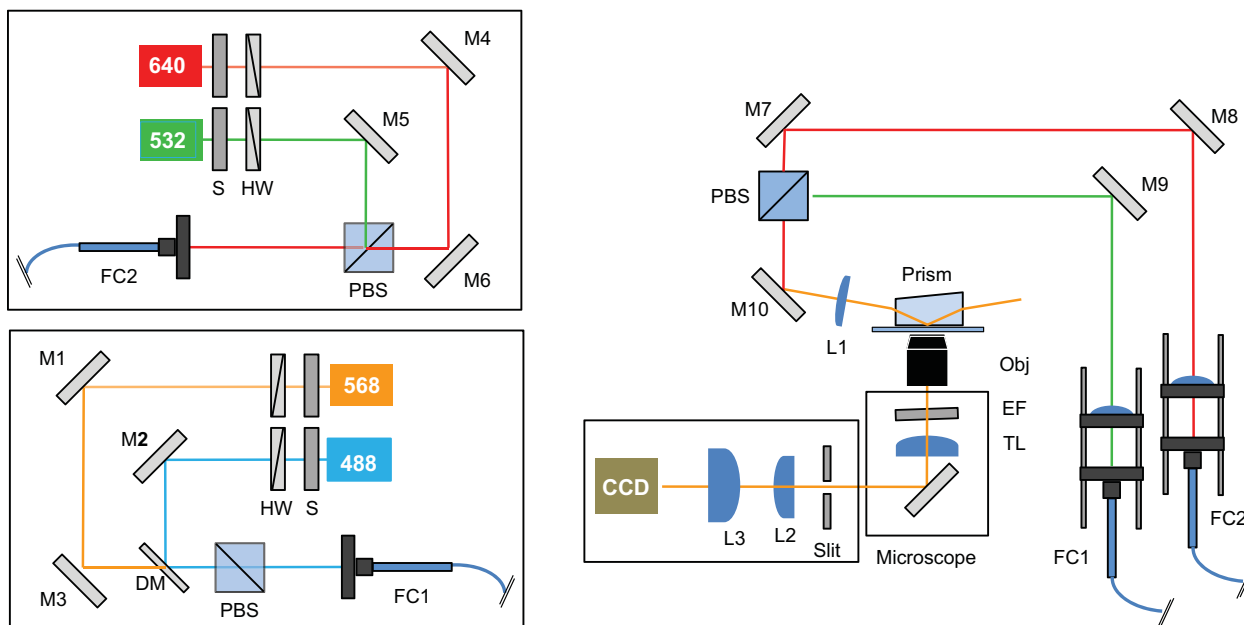 M4
640
M5
532
S HW
FC2
PBS
M6
M1
568
M2
488
HW S
DM
M3
PBS
FC1
M7
M8
PBS
M9
M10
Prism
L1
Obj
EF
TL
CCD
L3
L2
Slit
Microscope
FC1
FC2